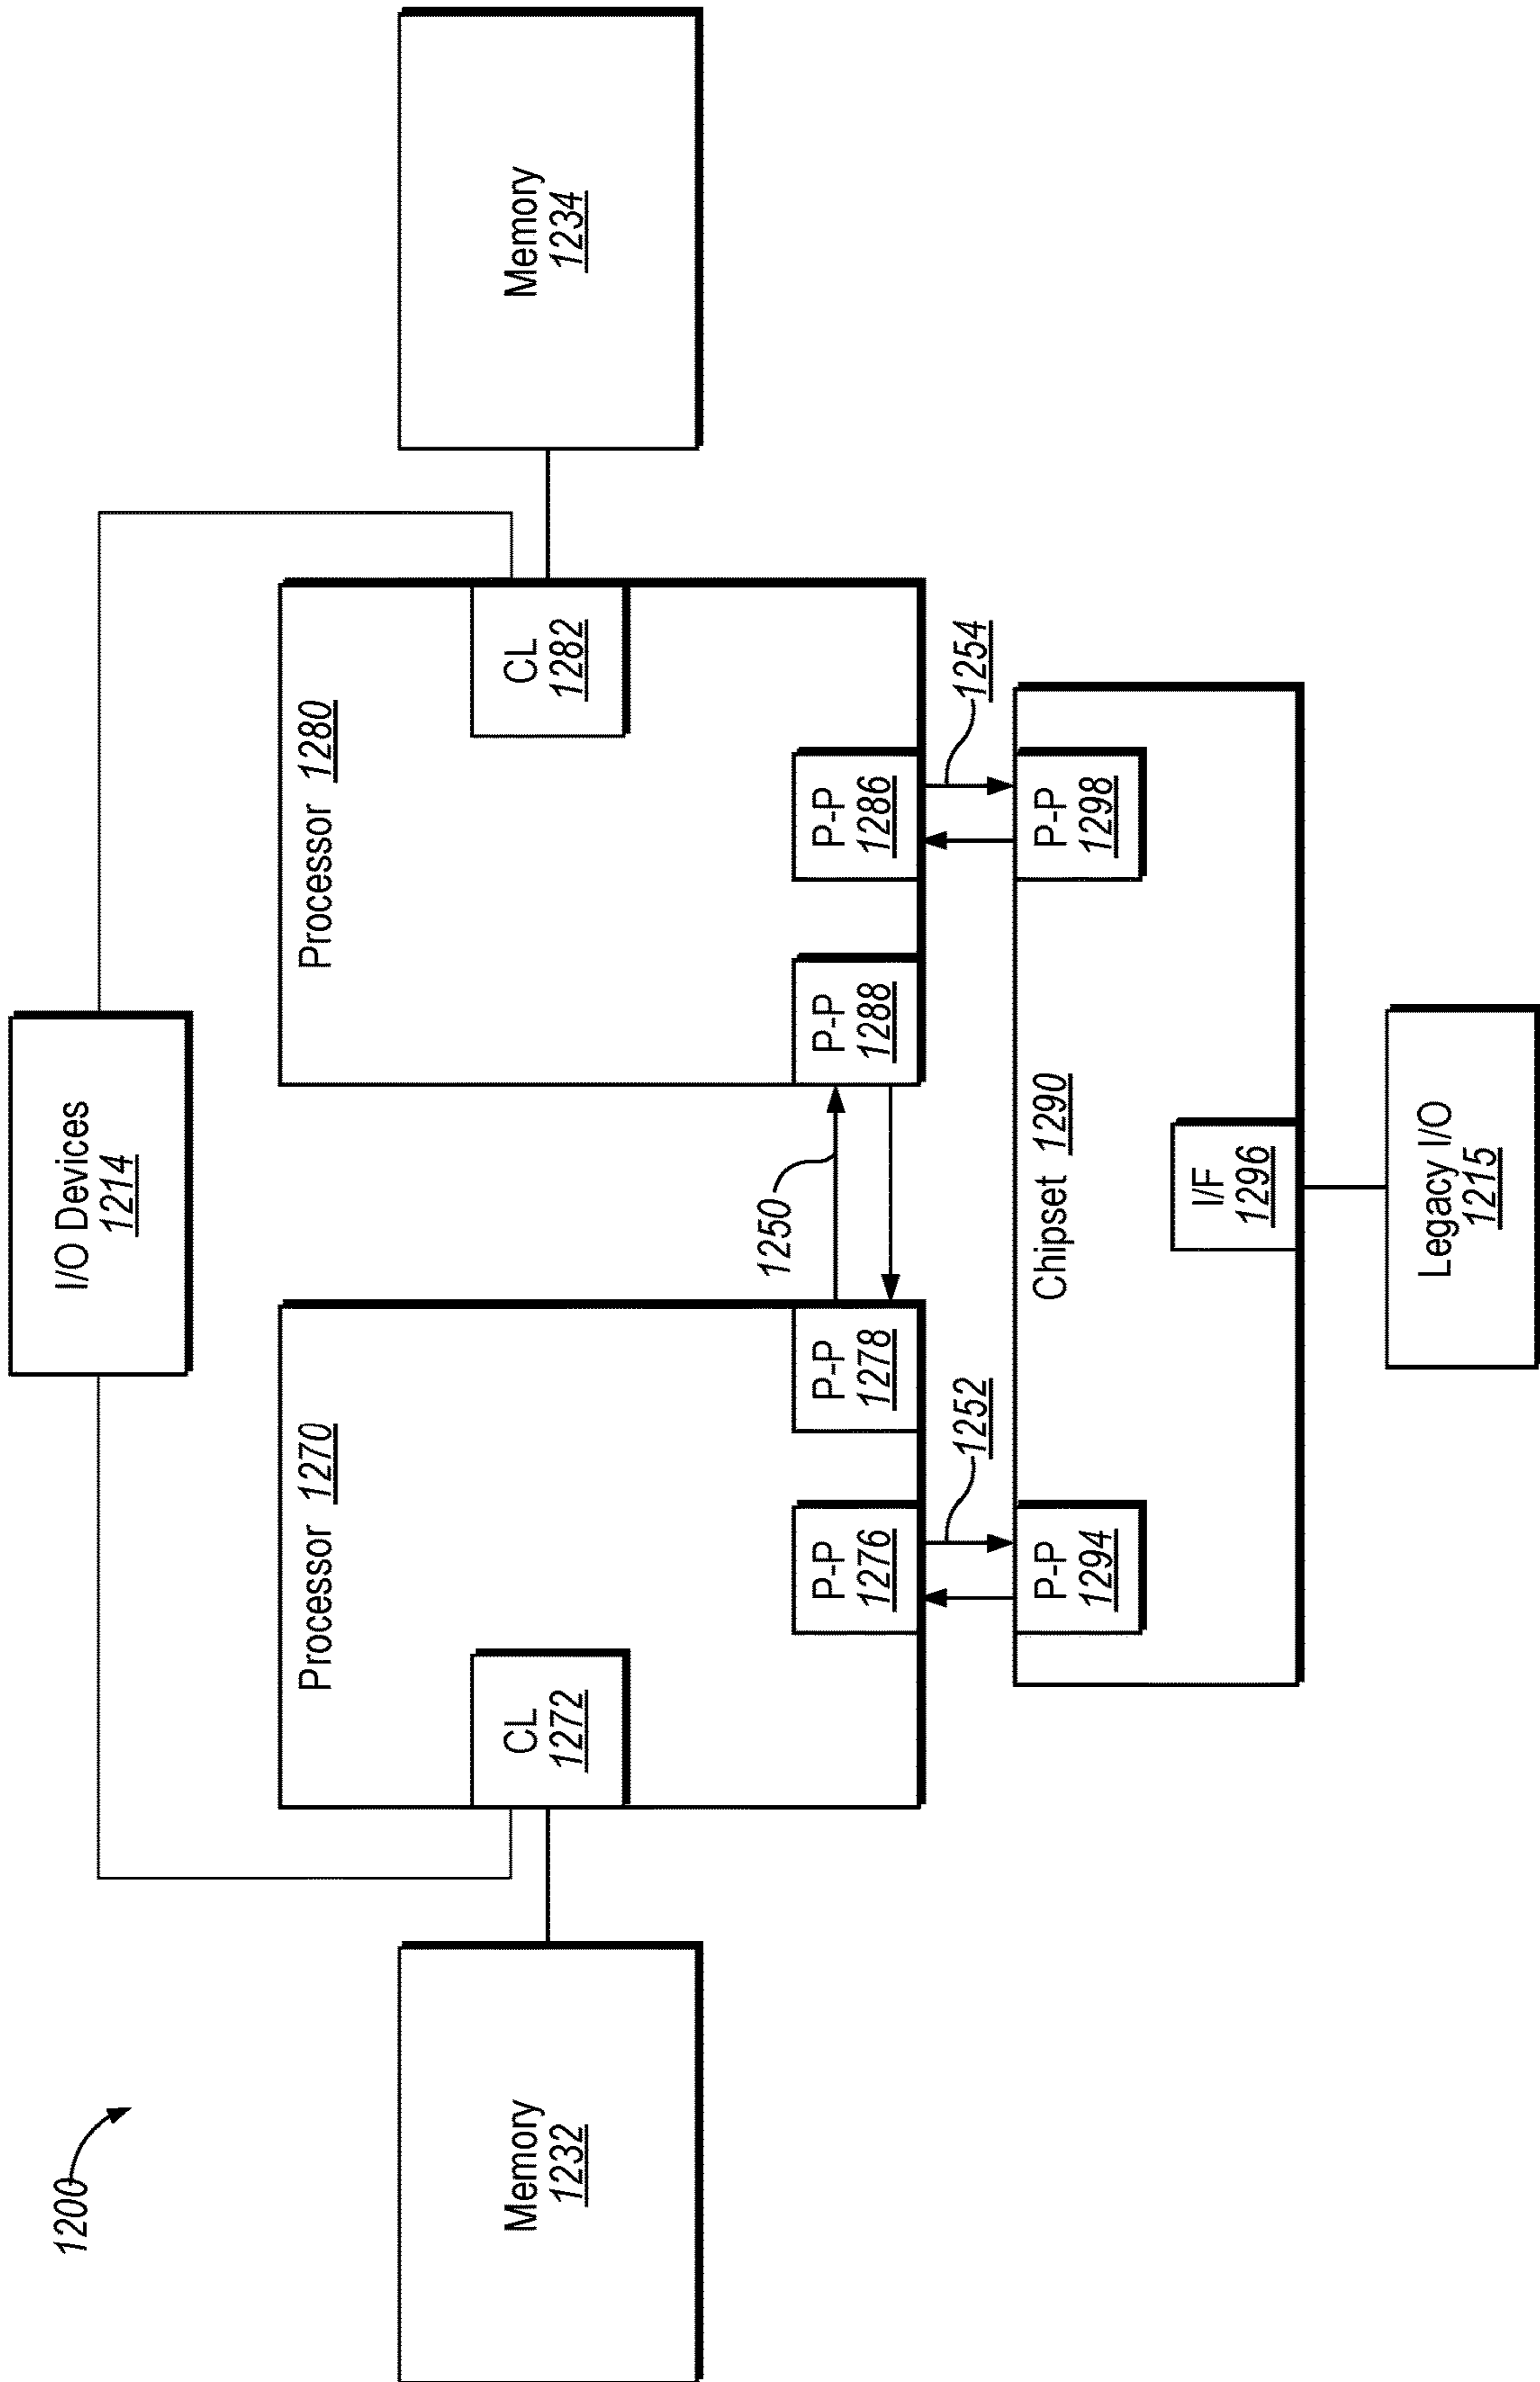 1200
I/O Devices
1214
Memory
1232
Processor 1270
CL
1272
P-P
1276
P-P
1278
1250
Processor 1280
CL
1282
P-P
1288
P-P
1286
Memory
1234
1252
1254
P-P
1294
Chipset 1290
P-P
1298
I/F
1296
Legacy I/O
1215